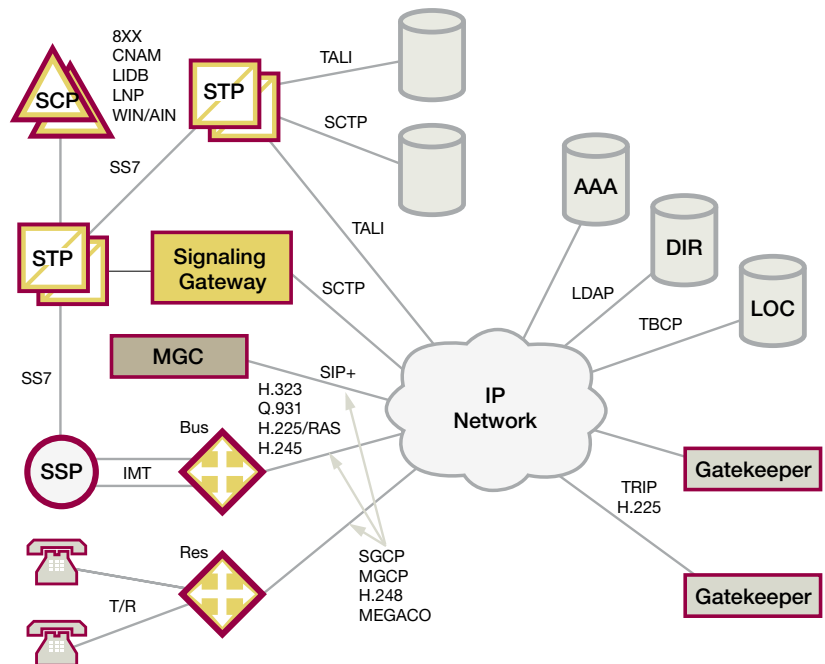 8XX
CNAM
LIDB
LNP
WIN/AIN
SCP
STP
TALI
SCTP
SS7
TALI
AAA
DIR
LOC
LDAP
TBCP
STP
Signaling
Gateway
SCTP
MGC
SIP+
IP
Network
SS7
H.323
Q.931
H.225/RAS
H.245
Bus
SSP
IMT
Gatekeeper
TRIP
H.225
Res
SGCP
MGCP
H.248
MEGACO
T/R
Gatekeeper